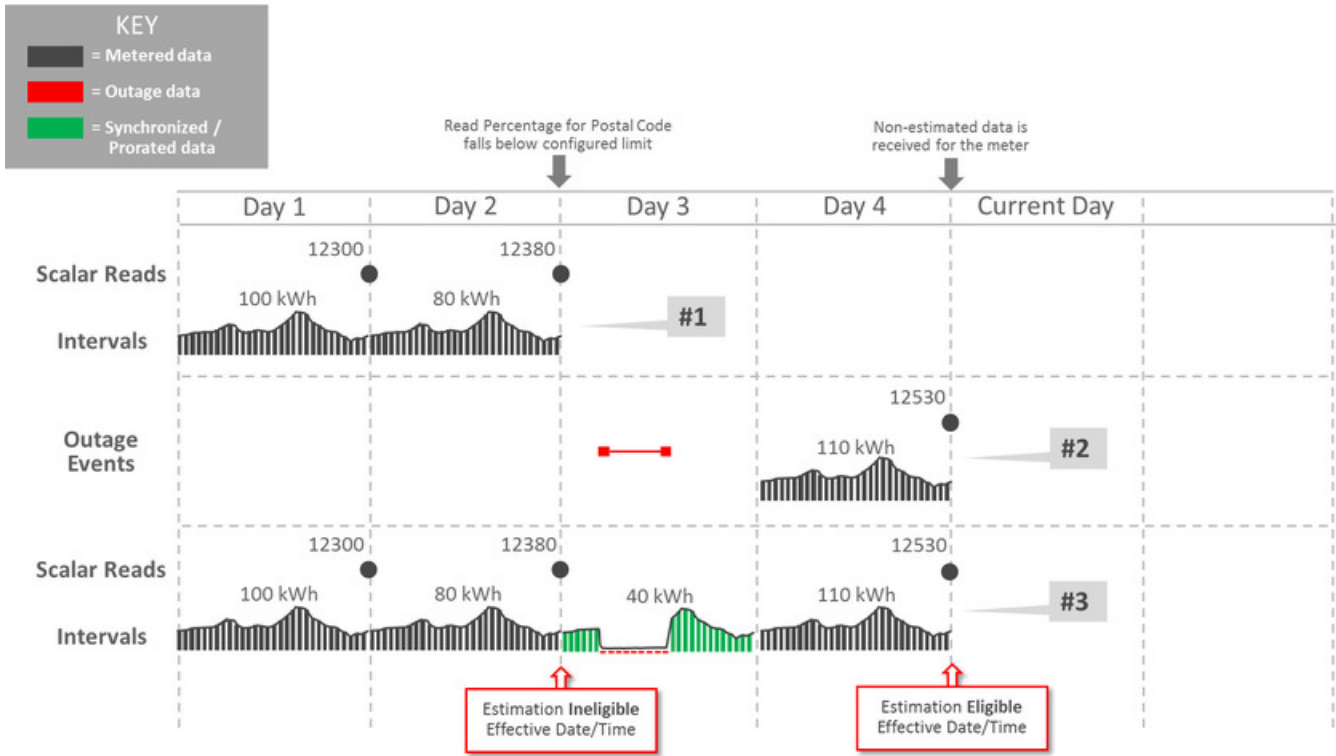 KEY
= Metered data
= Outage data
= Synchronized /
Prorated data
Read Percentage for Postal Code
falls below configured limit
Non-estimated data is
received for the meter
Day 1
Day 2
Day 3
Day 4
Current Day
Scalar Reads
12300
12380
Intervals
100 kWh
80 kWh
#1
Outage
Events
12530
110 kWh
#2
Scalar Reads
12300
12380
12530
Intervals
100 kWh
80 kWh
40 kWh
110 kWh
#3
Estimation Ineligible
Effective Date/Time
Estimation Eligible
Effective Date/Time